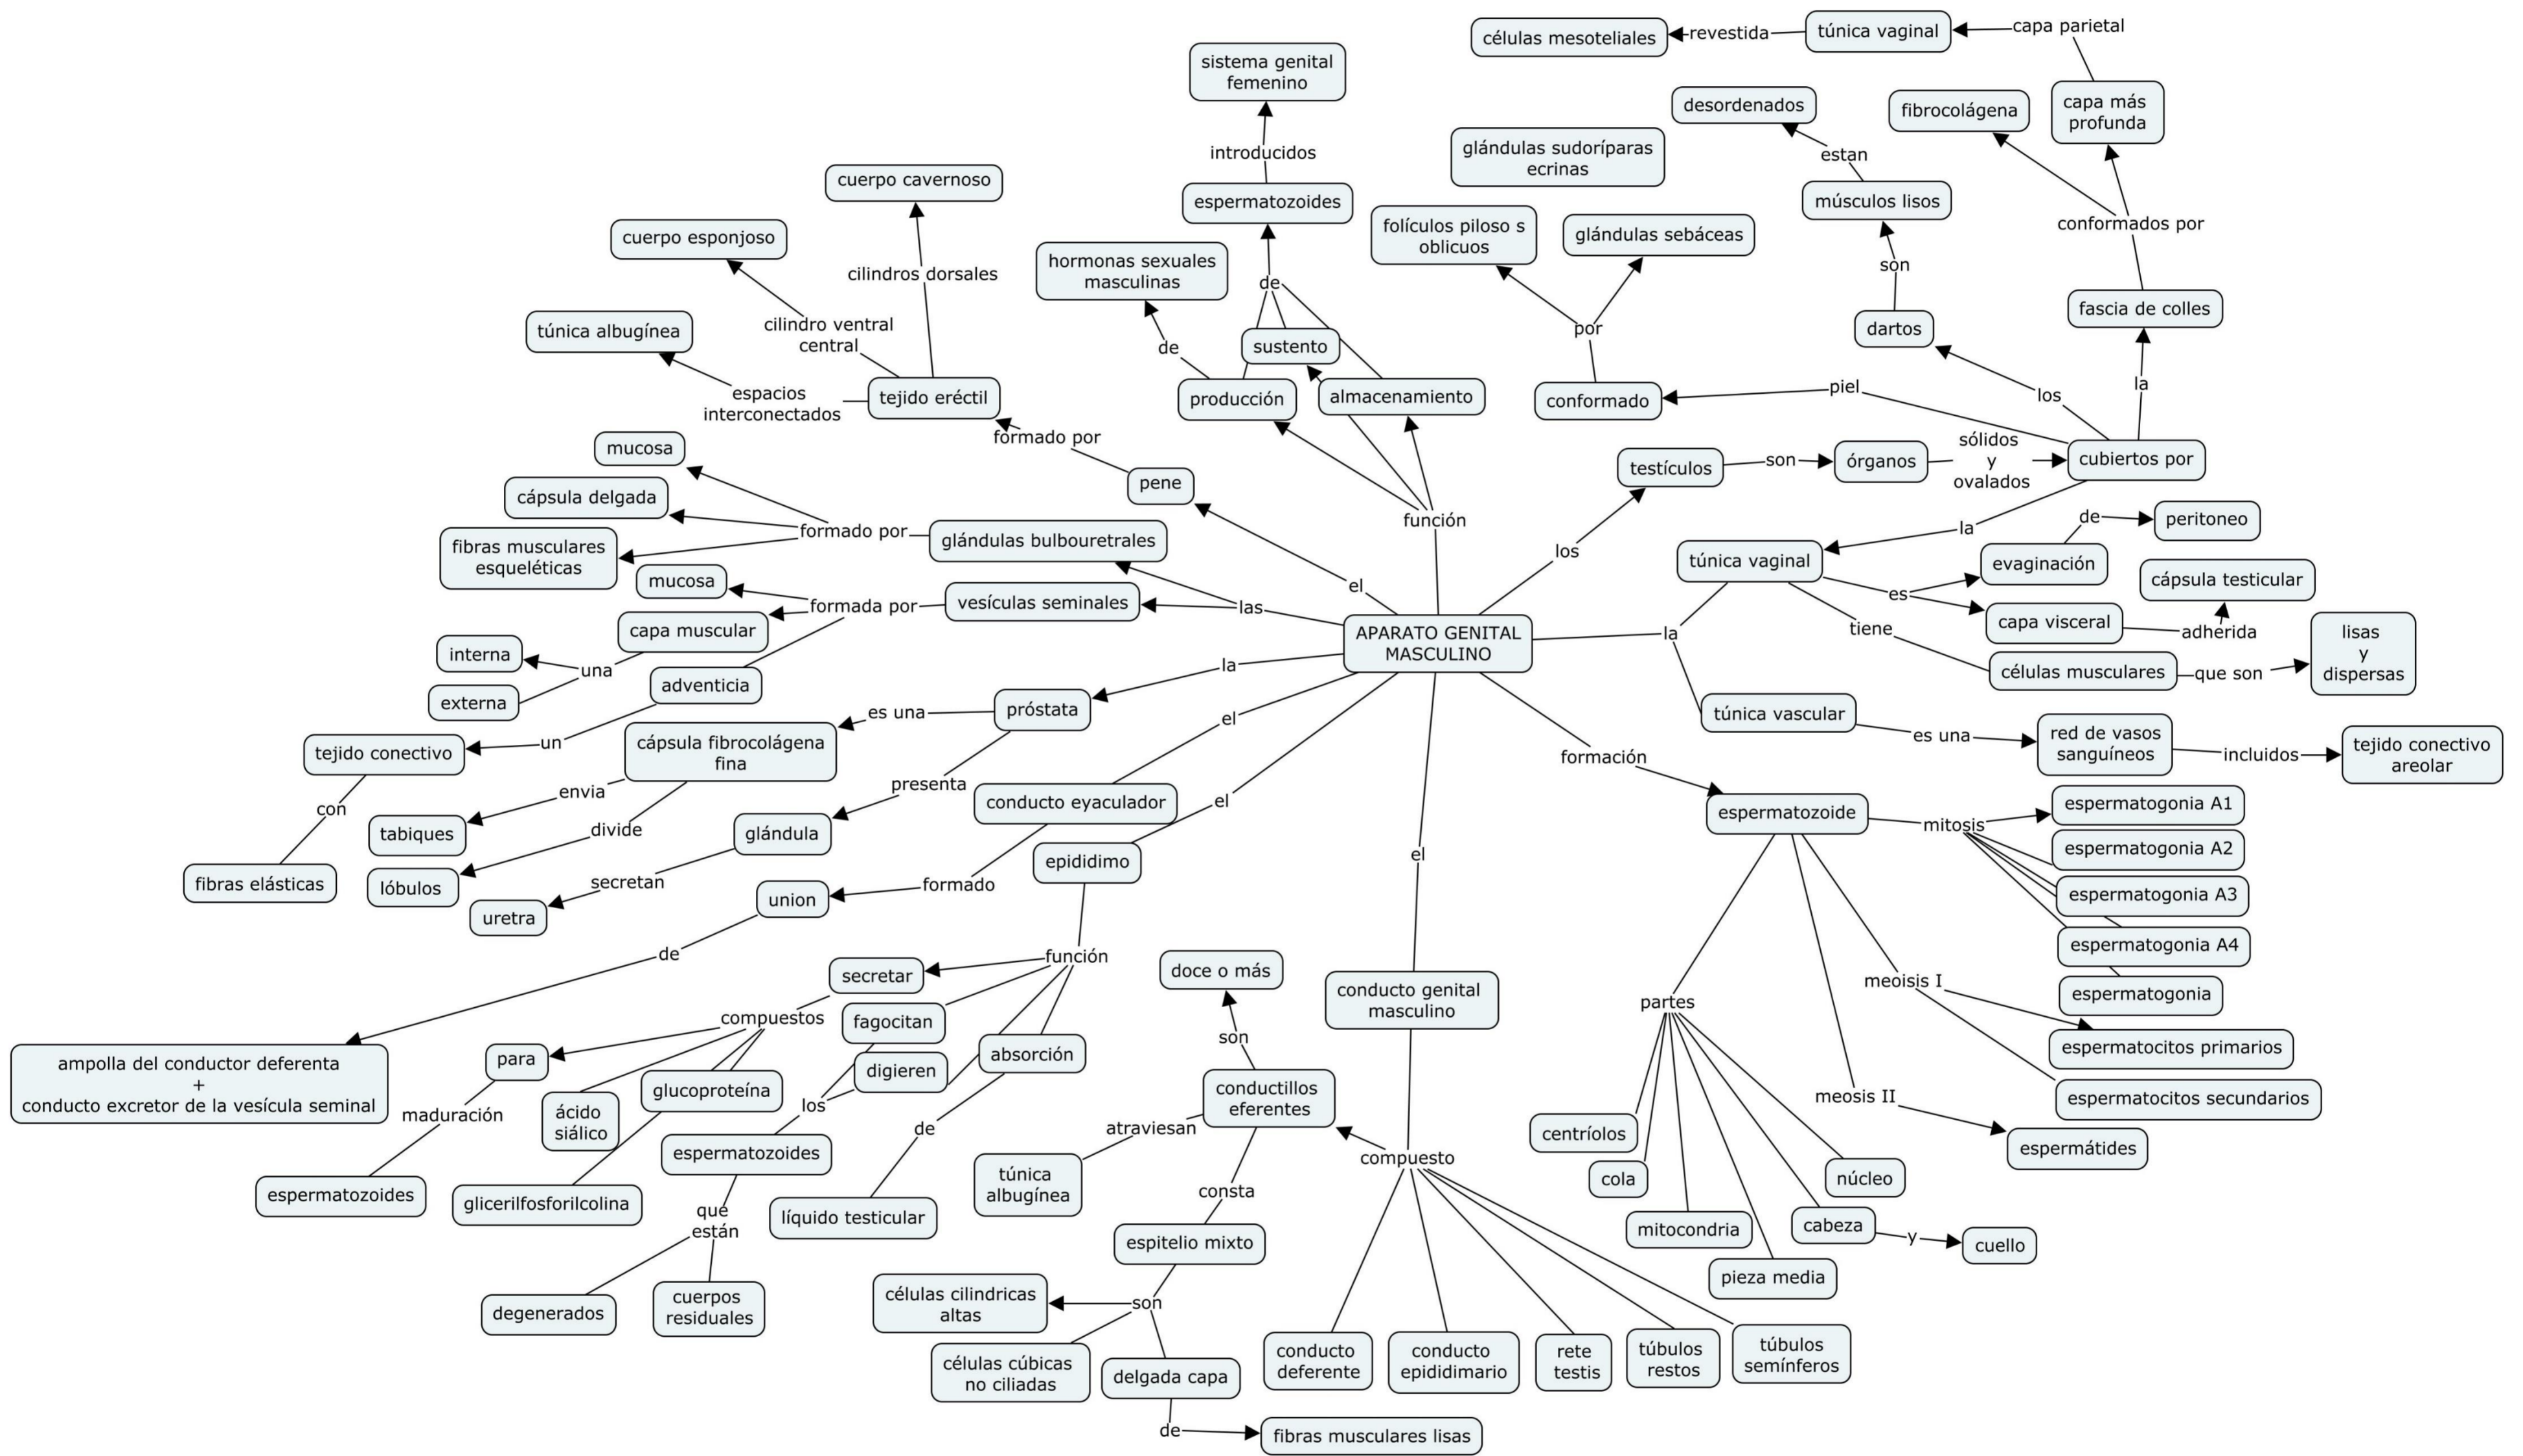 células mesoteliales
revestida
túnica vaginal
capa parietal
sistema genital
femenino
introducidos
espermatozoides
desordenados
fibrocolágena
capa más
profunda
estan
glándulas sudoríparas
ecrinas
músculos lisos
conformados por
cuerpo cavernoso
cuerpo esponjoso
cilindros dorsales
hormonas sexuales
masculinas
de
folículos piloso s
oblicuos
glándulas sebáceas
son
fascia de colles
túnica albugínea
cilindro ventral
central
de
sustento
por
dartos
espacios
interconectados
tejido eréctil
producción
almacenamiento
conformado
piel
los
la
mucosa
formado por
pene
testículos
son
órganos
sólidos
y
ovalados
cubiertos por
cápsula delgada
función
fibras musculares
esqueléticas
formado por
glándulas bulbouretrales
los
la
de
peritoneo
túnica vaginal
evaginación
mucosa
el
cápsula testicular
formada por
vesículas seminales
las
es
capa muscular
APARATO GENITAL
MASCULINO
la
tiene
capa visceral
adherida
lisas
y
dispersas
interna
una
la
células musculares
que son
externa
adventicia
próstata
es una
el
túnica vascular
es una
red de vasos
sanguíneos
incluidos
tejido conectivo
areolar
tejido conectivo
un
cápsula fibrocolágena
fina
formación
con
envia
presenta
conducto eyaculador
el
espermatozoide
mitosis
espermatogonia A1
tabiques
divide
glándula
espermatogonia A2
fibras elásticas
lóbulos
secretan
epididimo
el
espermatogonia A3
uretra
union
formado
espermatogonia A4
de
función
secretar
doce o más
conducto genital
masculino
meoisis I
espermatogonia
compuestos
fagocitan
partes
ampolla del conductor deferenta
+
conducto excretor de la vesícula seminal
para
digieren
absorción
son
espermatocitos primarios
maduración
ácido
siálico
glucoproteína
los
conductillos
eferentes
meosis II
espermatocitos secundarios
atraviesan
de
compuesto
centríolos
espermátides
espermatozoides
glicerilfosforilcolina
espermatozoides
túnica
albugínea
consta
cola
núcleo
que
están
líquido testicular
espitelio mixto
mitocondria
cabeza
y
cuello
pieza media
degenerados
cuerpos
residuales
células cilindricas
altas
son
células cúbicas
no ciliadas
delgada capa
conducto
deferente
conducto
epididimario
rete
testis
túbulos
restos
túbulos
semínferos
de
fibras musculares lisas